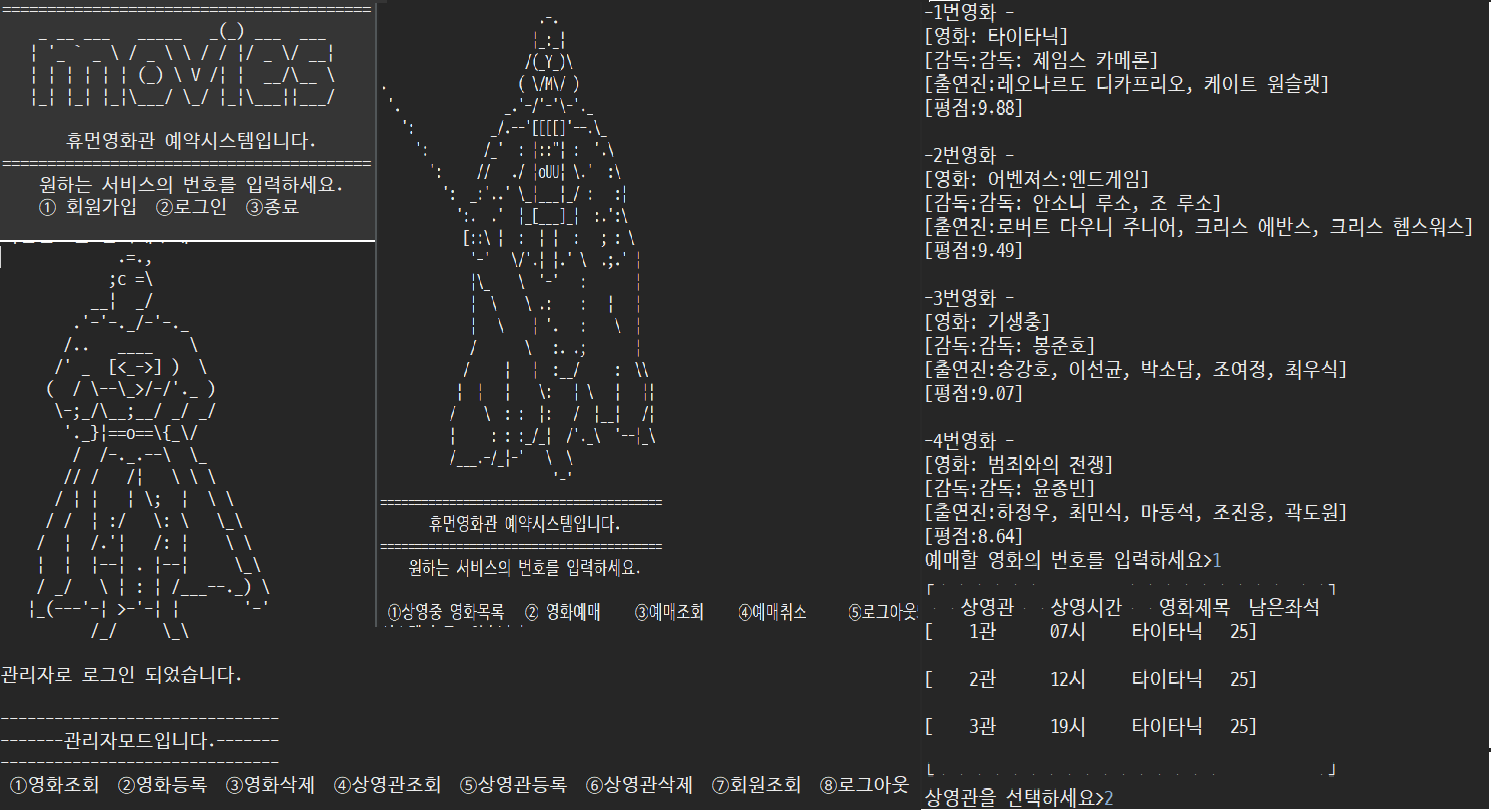 movies
휴먼영화관 예약시스템입니다.
원하는 서비스의 번호를 입력하세요.
① 회원가입 ②로그인 ③종료
관리자로 로그인 되었습니다.
-------관리자모드입니다.-------
①영화조회 ②영화등록 ③영화삭제 ④상영관조회 ⑤상영관등록 ⑥상영관삭제 ⑦회원조회 ⑧로그아웃
휴먼영화관 예약시스템입니다.
원하는 서비스의 번호를 입력하세요.
①상영중 영화목록 ② 영화예매 ③예매조회 ④예매취소 ⑤로그아웃
-1번영화 -
[영화: 타이타닉]
[감독:감독: 제임스 카메론]
[출연진:레오나르도 디카프리오, 케이트 윈슬렛]
[평점:9.88]
-2번영화 -
[영화: 어벤져스:엔드게임]
[감독:감독: 안소니 루소, 조 루소]
[출연진:로버트 다우니 주니어, 크리스 에반스, 크리스 헴스워스]
[평점:9.49]
-3번영화 -
[영화: 기생충]
[감독:감독: 봉준호]
[출연진:송강호, 이선균, 박소담, 조여정, 최우식]
[평점:9.07]
-4번영화 -
[영화: 범죄와의 전쟁]
[감독:감독: 윤종빈]
[출연진:하정우, 최민식, 마동석, 조진웅, 곽도원]
[평점:8.64]
예매할 영화의 번호를 입력하세요>1
상영관 상영시간 영화제목 남은좌석
[ 1관 07시 타이타닉 25]
[ 2관 12시 타이타닉 25]
[ 3관 19시 타이타닉 25]
상영관을 선택하세요>2